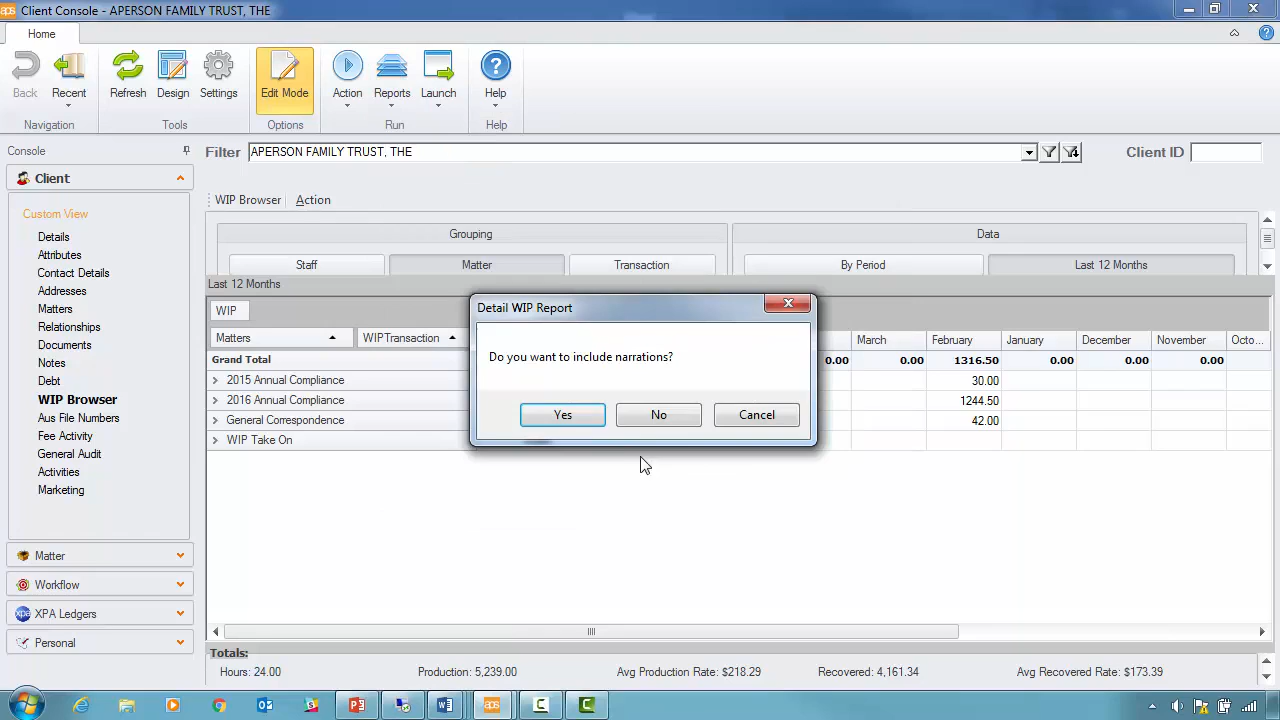 aps Client Console - APERSON FAMILY TRUST, THE
Home
Back Recent Refresh Design Settings Edit Mode Action Reports Launch Help
Navigation Tools Options Run Help
Console
Filter APERSON FAMILY TRUST, THE Client ID
Client
Custom View
Details
Attributes
Contact Details
Addresses
Matters
Relationships
Documents
Notes
Debt
WIP Browser
Aus File Numbers
Fee Activity
General Audit
Activities
Marketing
Matter
Workflow
xpa XPA Ledgers
Personal
WIP Browser Action
Grouping Data
Staff Matter Transaction By Period Last 12 Months
Last 12 Months
WIP
Matters WIPTransaction March February January December November Octo...
Grand Total 0.00 0.00 1316.50 0.00 0.00 0.00
2015 Annual Compliance 30.00
2016 Annual Compliance 1244.50
General Correspondence 42.00
WIP Take On
Detail WIP Report
Do you want to include narrations?
Yes No Cancel
Totals:
Hours: 24.00 Production: 5,239.00 Avg Production Rate: $218.29 Recovered: 4,161.34 Avg Recovered Rate: $173.39
aps